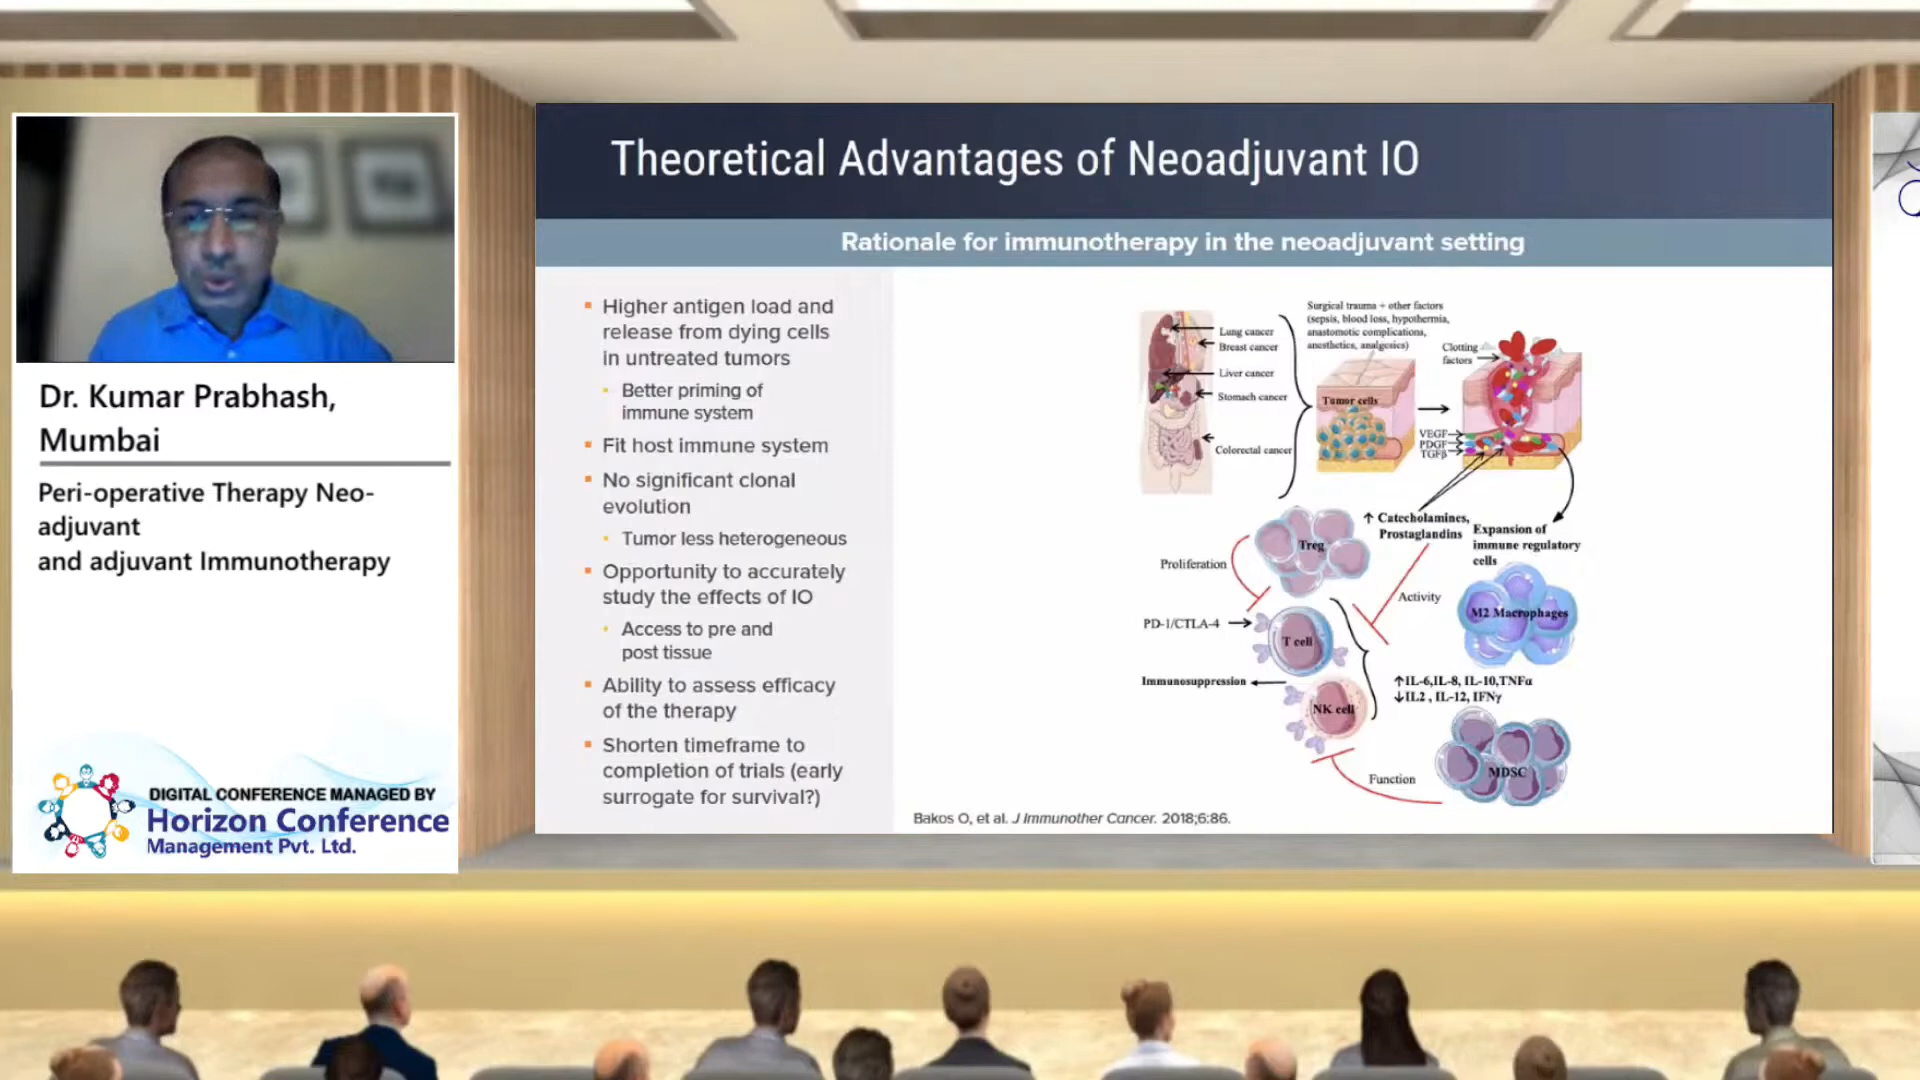 Dr. Kumar Prabhash,
Mumbai
Peri-operative Therapy Neo-
adjuvant
and adjuvant Immunotherapy
DIGITAL CONFERENCE MANAGED BY
Horizon Conference
Management Pvt. Ltd.
Theoretical Advantages of Neoadjuvant IO
Rationale for immunotherapy in the neoadjuvant setting
Higher antigen load and
release from dying cells
in untreated tumors
Better priming of
immune system
Fit host immune system
No significant clonal
evolution
Tumor less heterogeneous
Opportunity to accurately
study the effects of IO
Access to pre and
post tissue
Ability to assess efficacy
of the therapy
Shorten timeframe to
completion of trials (early
surrogate for survival?)
Lung cancer
Breast cancer
Liver cancer
Stomach cancer
Colorectal cancer
Surgical trauma + other factors
(sepsis, blood loss, hypothermia,
anastomotic complications,
anesthetics, analgesics)
Tumor cells
Clotting
factors
VEGF
PDGF
TGFβ
↑ Catecholamines,
Prostaglandins
Expansion of
immune regulatory
cells
Treg
Proliferation
Activity
M2 Macrophages
PD-1/CTLA-4
T cell
Immunosuppression
NK cell
↑IL-6,IL-8, IL-10,TNFα
↓IL2 , IL-12, IFNγ
MDSC
Function
Bakos O, et al. J Immunother Cancer. 2018;6:86.